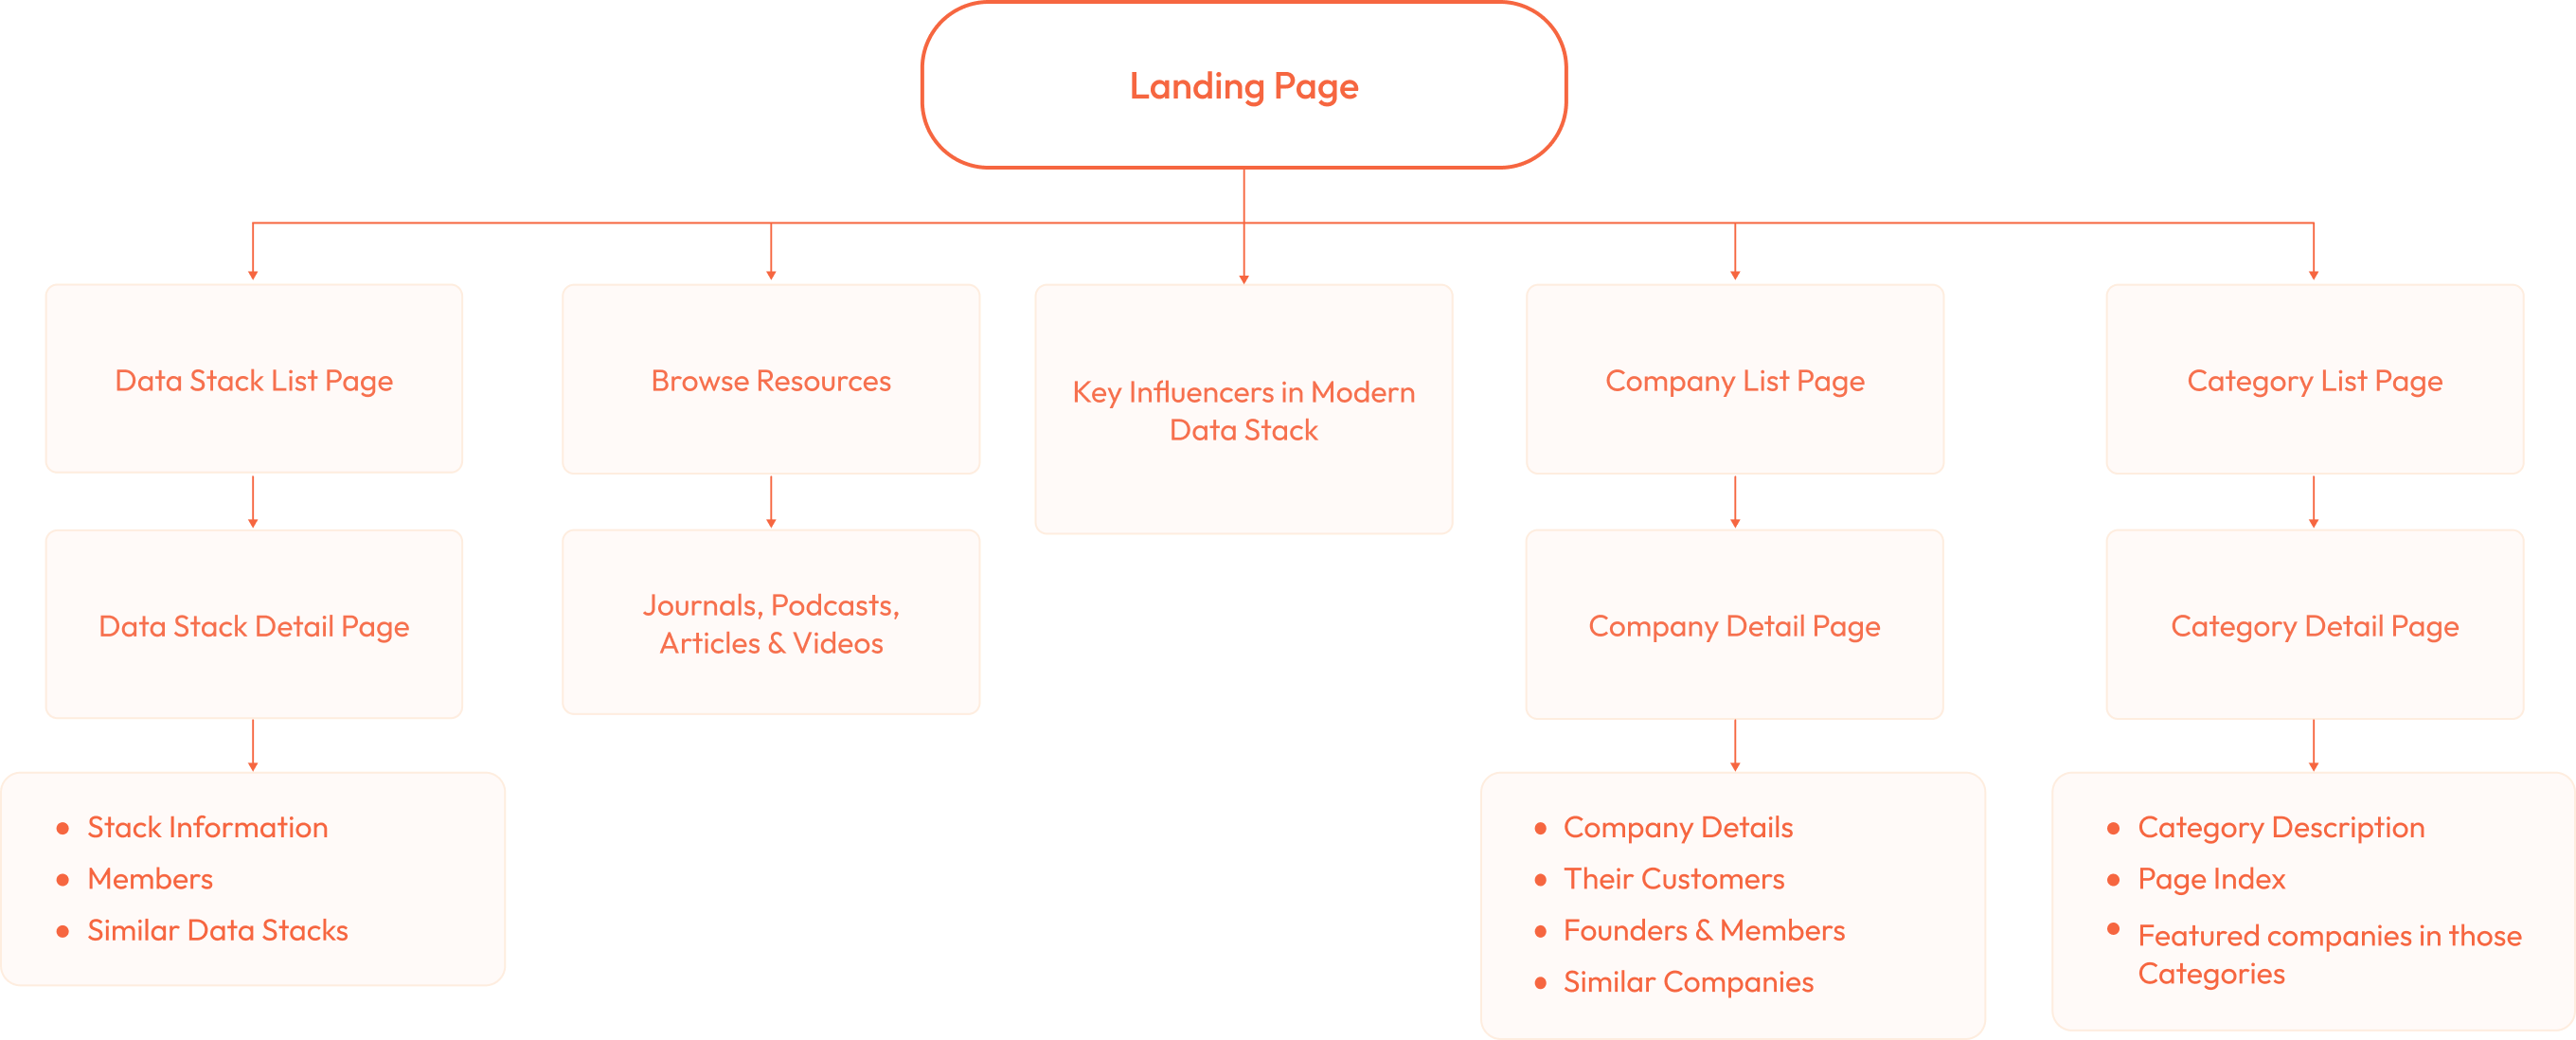 Landing Page
Data Stack List Page
Browse Resources
Key Influencers in Modern
Data Stack
Company List Page
Category List Page
Data Stack Detail Page
Journals, Podcasts,
Articles & Videos
Company Detail Page
Category Detail Page
• Stack Information
• Members
• Similar Data Stacks
• Company Details
• Their Customers
• Founders & Members
• Similar Companies
• Category Description
• Page Index
• Featured companies in those
Categories